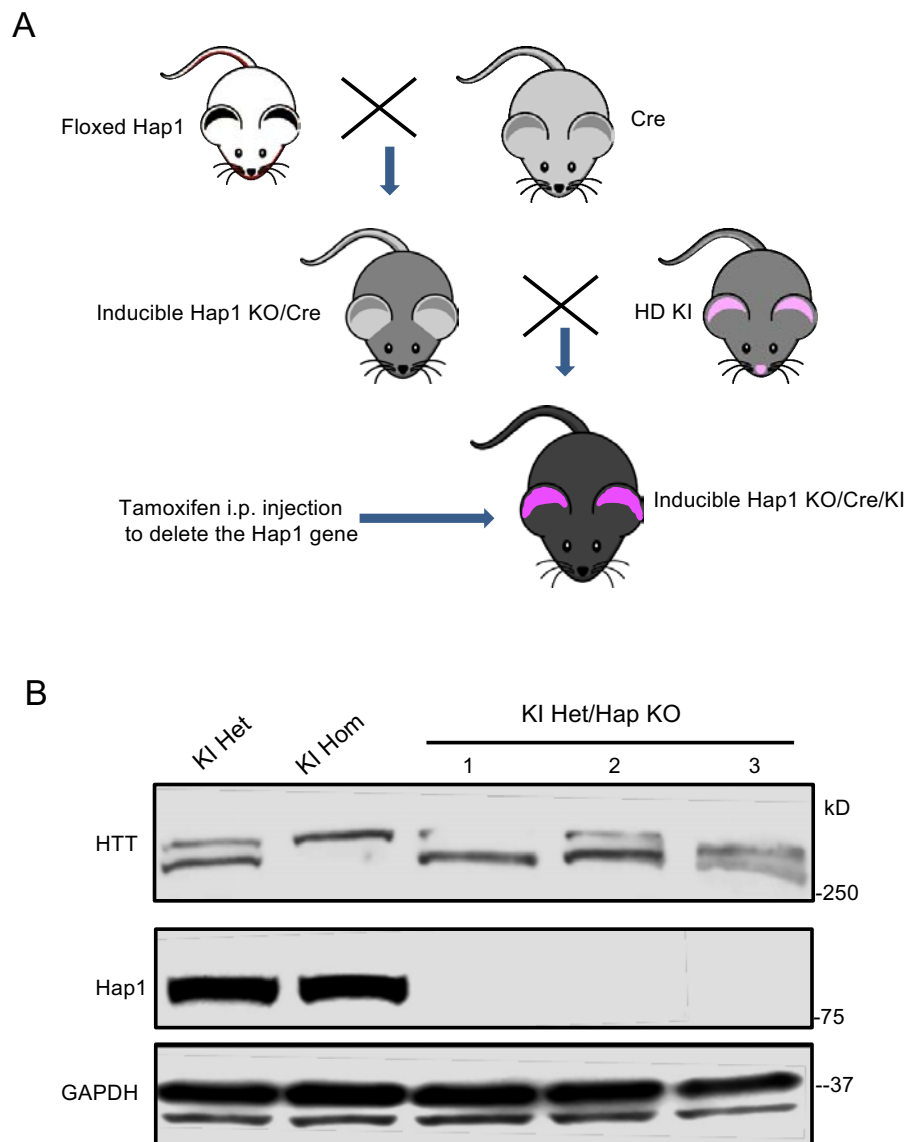 A
Floxed Hap1
Cre
Inducible Hap1 KO/Cre
HD KI
Tamoxifen i.p. injection
to delete the Hap1 gene
Inducible Hap1 KO/Cre/KI
B
KI Het
KI Hom
KI Het/Hap KO
1 2 3
kD
HTT
-250
Hap1
-75
GAPDH
--37